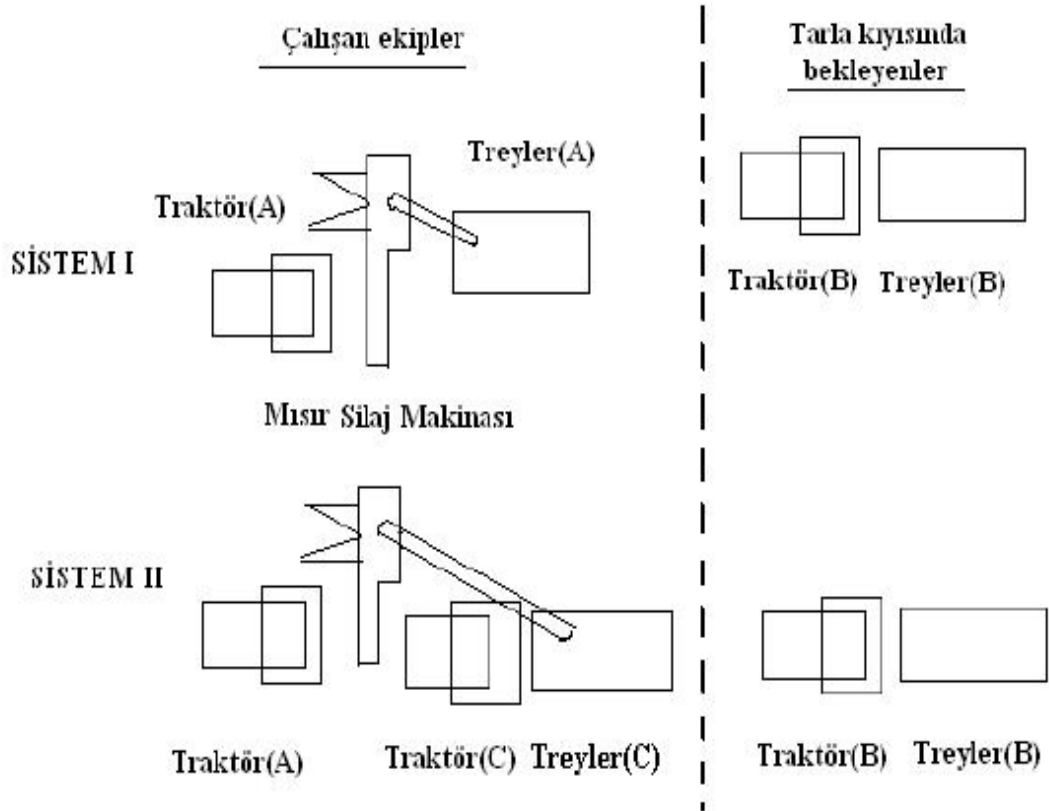 Çalışan ekipler
Tarla kıyısında
bekleyenler
Treyler(A)
Traktör(A)
SİSTEM I
Traktör(B) Treyler(B)
Mısır Silaj Makinası
SİSTEM II
Traktör(A) Traktör(C) Treyler(C) Traktör(B) Treyler(B)